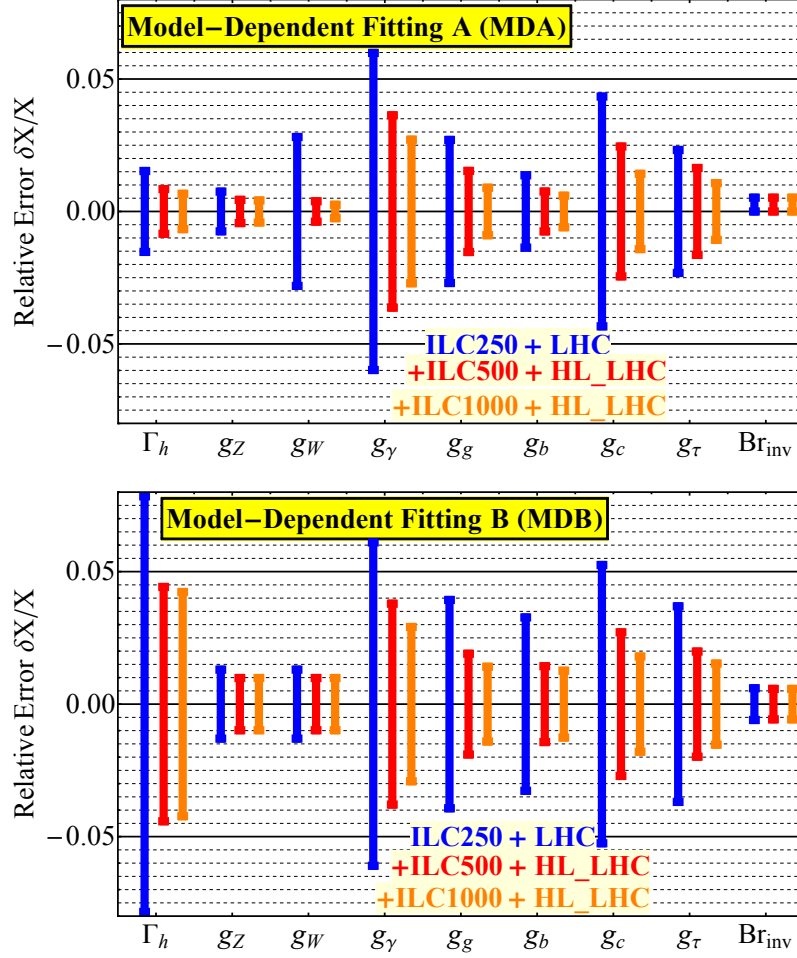 Model−Dependent Fitting A (MDA)
Relative Error δX/X
0.05
0.00
−0.05
ILC250 + LHC
+ILC500 + HL_LHC
+ILC1000 + HL_LHC
Γh gZ gW gγ gg gb gc gτ Brinv
Model−Dependent Fitting B (MDB)
Relative Error δX/X
0.05
0.00
−0.05
ILC250 + LHC
+ILC500 + HL_LHC
+ILC1000 + HL_LHC
Γh gZ gW gγ gg gb gc gτ Brinv